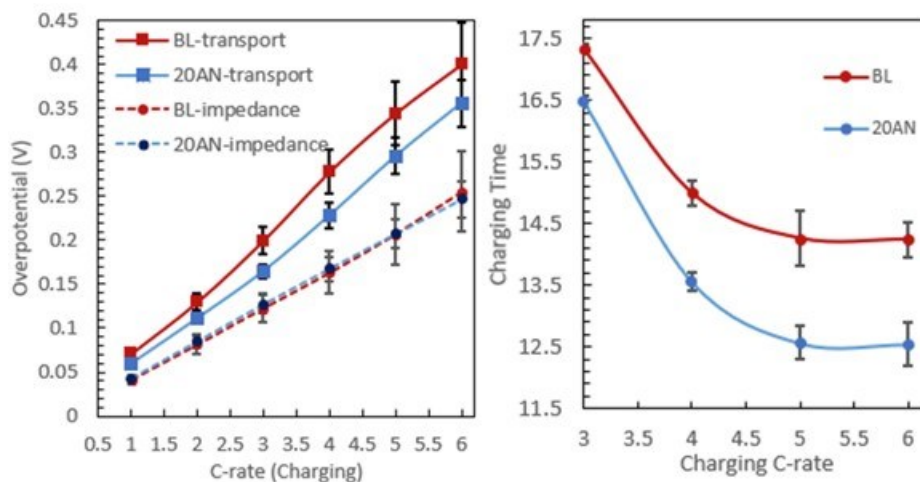 0.45
0.4
0.35
0.3
0.25
0.2
0.15
0.1
0.05
0
Overpotential (V)
BL-transport
20AN-transport
BL-impedance
20AN-impedance
0.5 1 1.5 2 2.5 3 3.5 4 4.5 5 5.5 6
C-rate (Charging)
17.5
16.5
15.5
14.5
13.5
12.5
11.5
Charging Time
BL
20AN
3 3.5 4 4.5 5 5.5 6
Charging C-rate